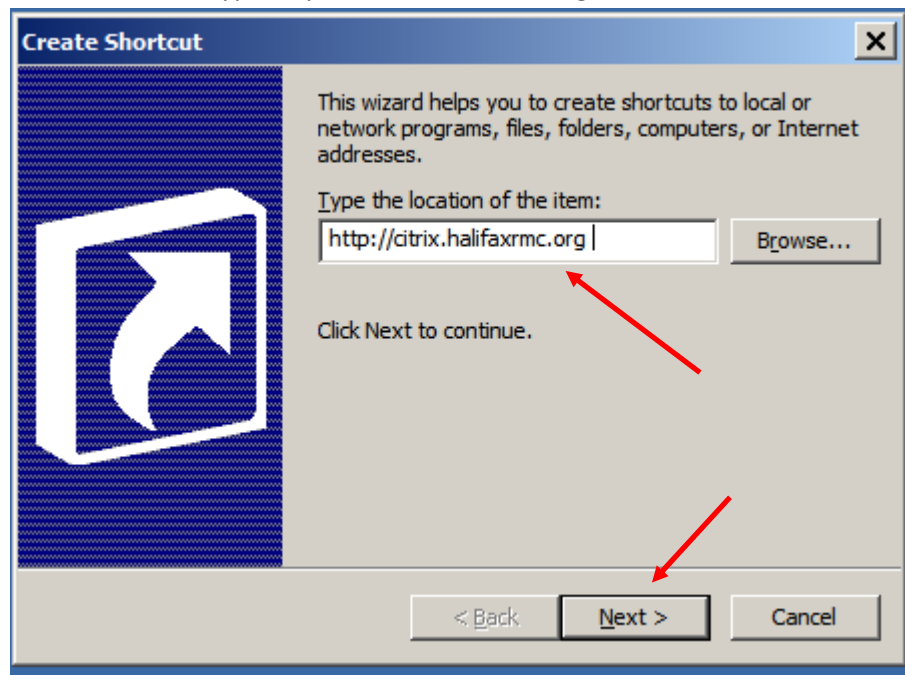 Create Shortcut
This wizard helps you to create shortcuts to local or
network programs, files, folders, computers, or Internet
addresses.
Type the location of the item:
http://citrix.halifaxrmc.org
Browse...
Click Next to continue.
< Back
Next >
Cancel